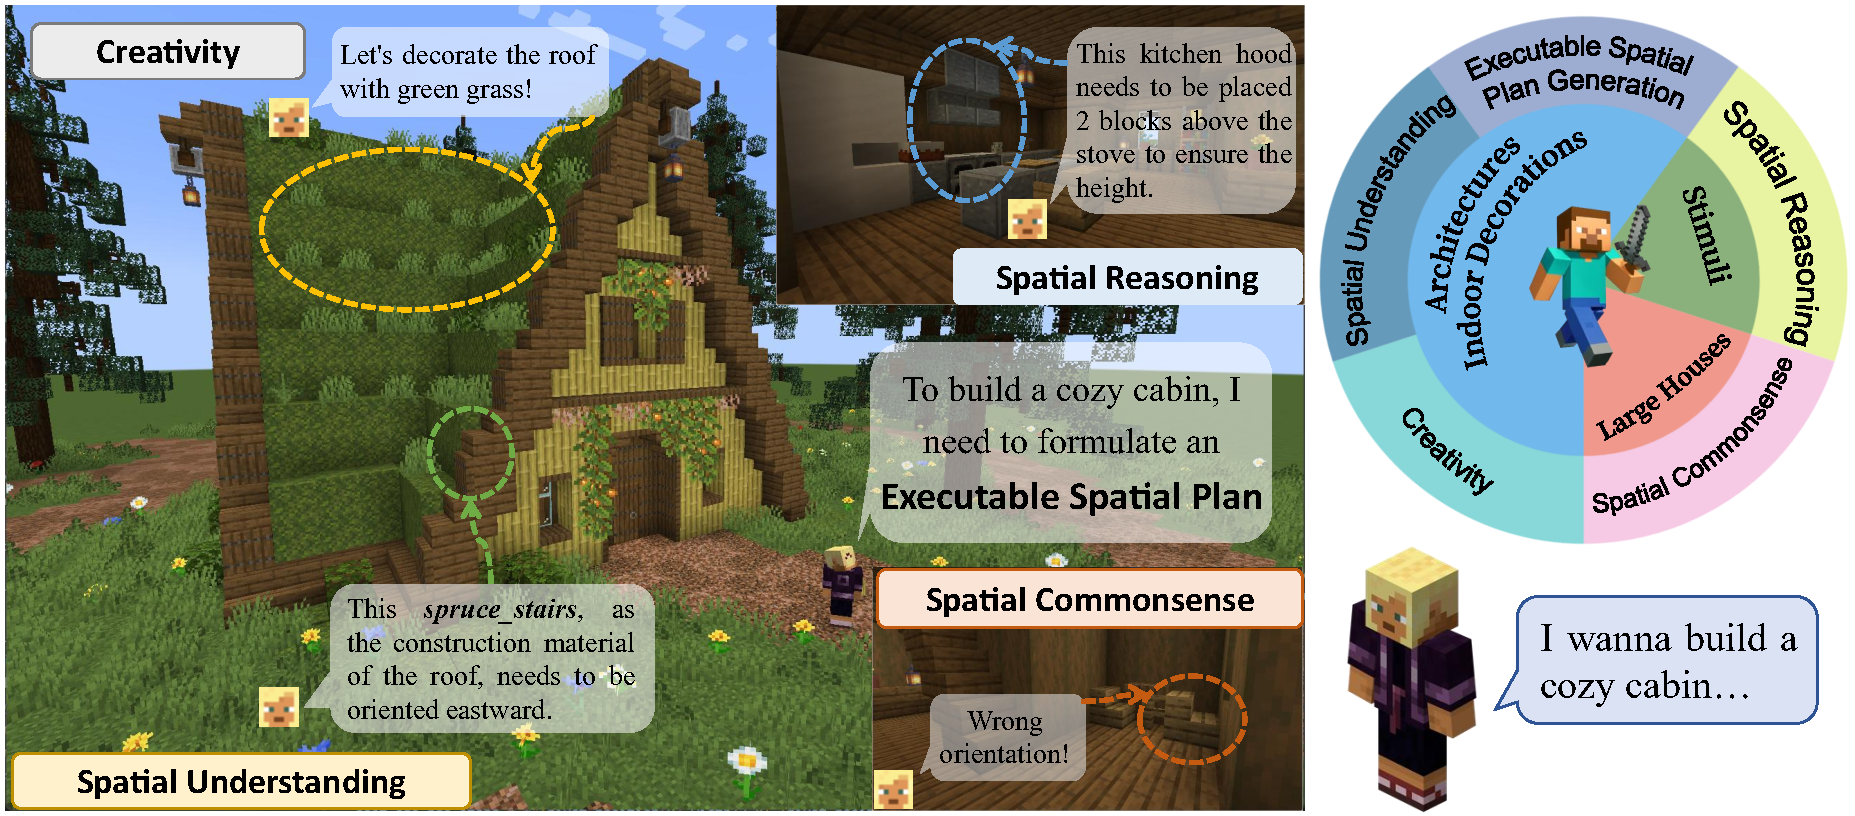 Creativity
Let's decorate the roof
with green grass!
This kitchen hood
needs to be placed
2 blocks above the
stove to ensure the
height.
Spatial Reasoning
To build a cozy cabin, I
need to formulate an
Executable Spatial Plan
This spruce_stairs, as
the construction material
of the roof, needs to be
oriented eastward.
Spatial Understanding
Spatial Commonsense
Wrong
orientation!
Executable Spatial
Plan Generation
Spatial Understanding
Spatial Reasoning
Architectures
Indoor Decorations
Stimuli
Large Houses
Creativity
Spatial Commonsense
I wanna build a
cozy cabin…